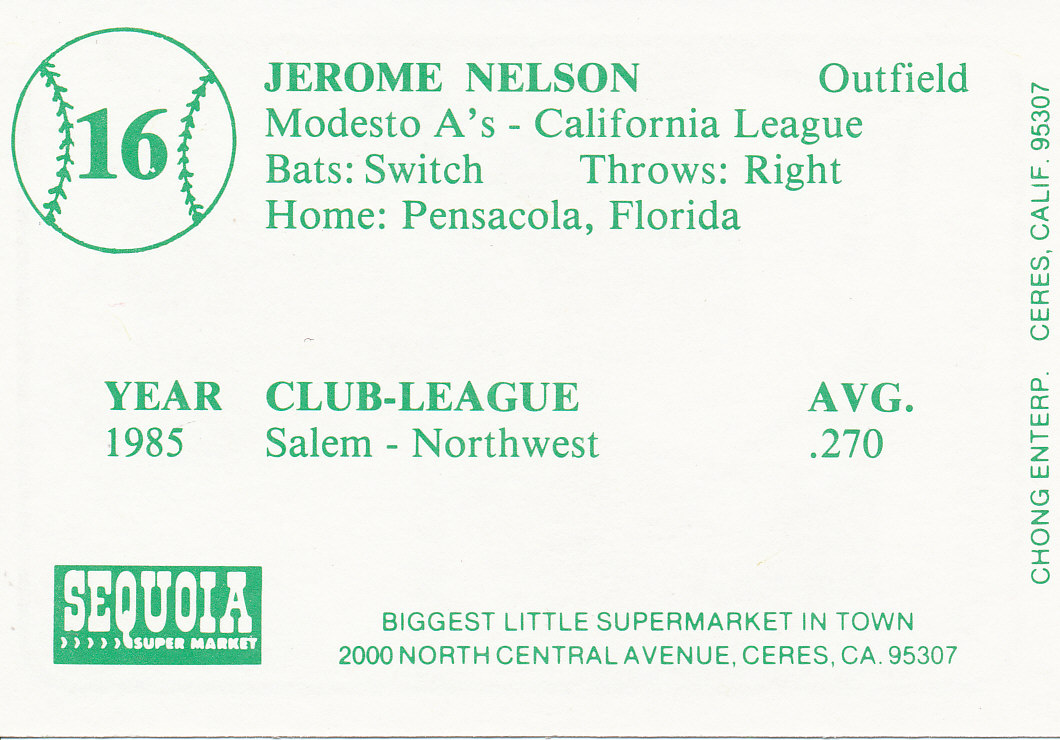 16
JEROME NELSON Outfield
Modesto A's - California League
Bats: Switch Throws: Right
Home: Pensacola, Florida
YEAR CLUB-LEAGUE AVG.
1985 Salem - Northwest .270
SEQUOIA
SUPER MARKET
BIGGEST LITTLE SUPERMARKET IN TOWN
2000 NORTH CENTRAL AVENUE, CERES, CA. 95307
CHONG ENTERP. CERES, CALIF. 95307